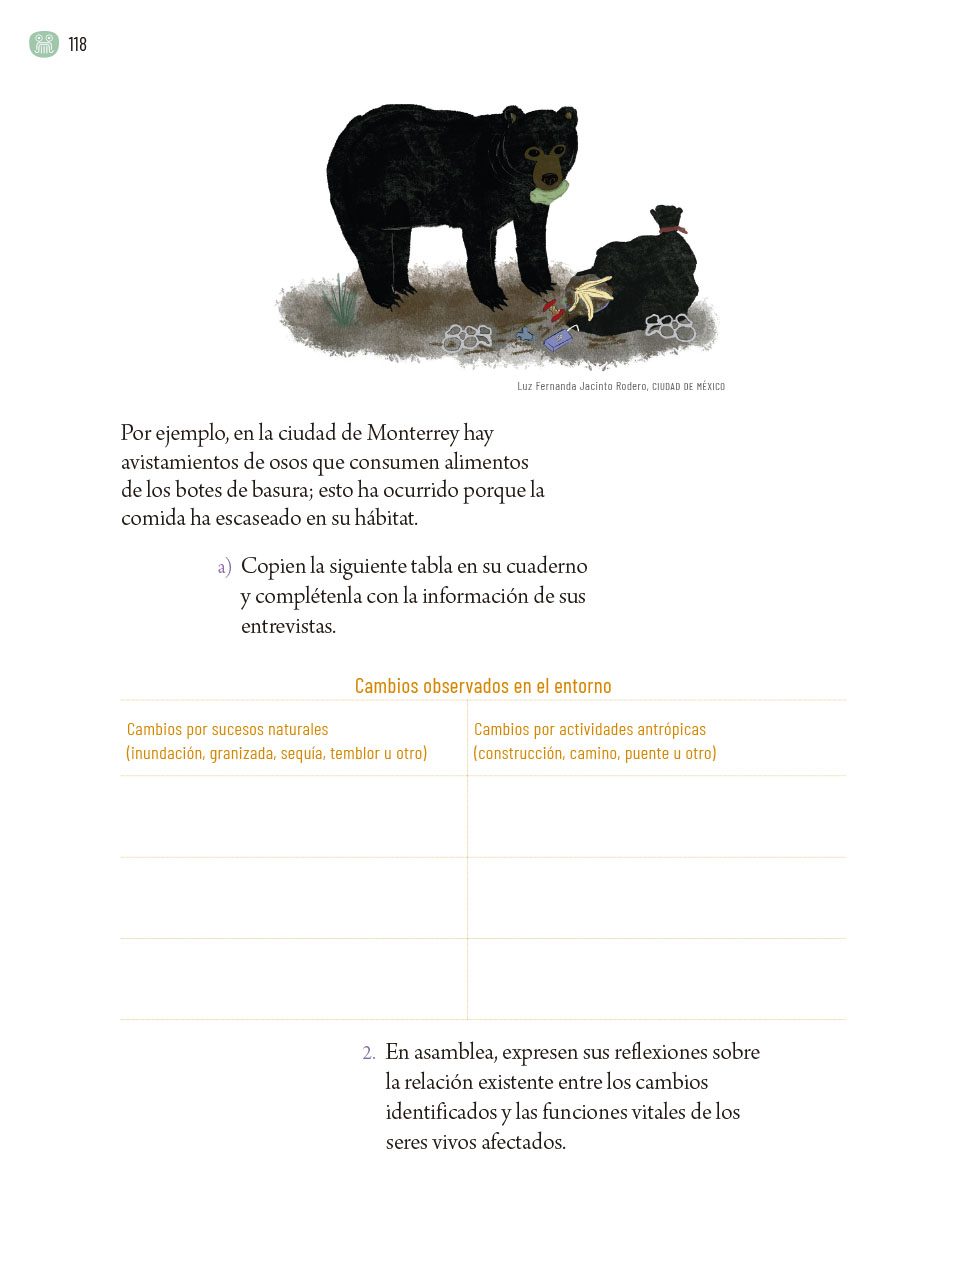 118
Luz Fernanda Jacinto Rodero, CIUDAD DE MÉXICO
Por ejemplo, en la ciudad de Monterrey hay
avistamientos de osos que consumen alimentos
de los botes de basura; esto ha ocurrido porque la
comida ha escaseado en su hábitat.
a) Copien la siguiente tabla en su cuaderno
y complétenla con la información de sus
entrevistas.
Cambios observados en el entorno
Cambios por sucesos naturales
(inundación, granizada, sequía, temblor u otro)
Cambios por actividades antrópicas
(construcción, camino, puente u otro)
2. En asamblea, expresen sus reflexiones sobre
la relación existente entre los cambios
identificados y las funciones vitales de los
seres vivos afectados.